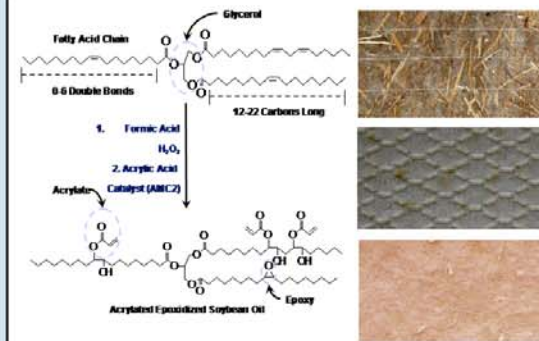 Glycerol
Fatty Acid Chain
0-6 Double Bonds
12-22 Carbons Long
1. Formic Acid
H₂O₂
2. Acrylic Acid
Catalyst (AMC2)
Acrylate
O
O
O
O
O
O
O
O
O
OH
O
O
O
O
OH
OH
O
O
O
O
O
O
Epoxy
Acrylated Epoxidized Soybean Oil